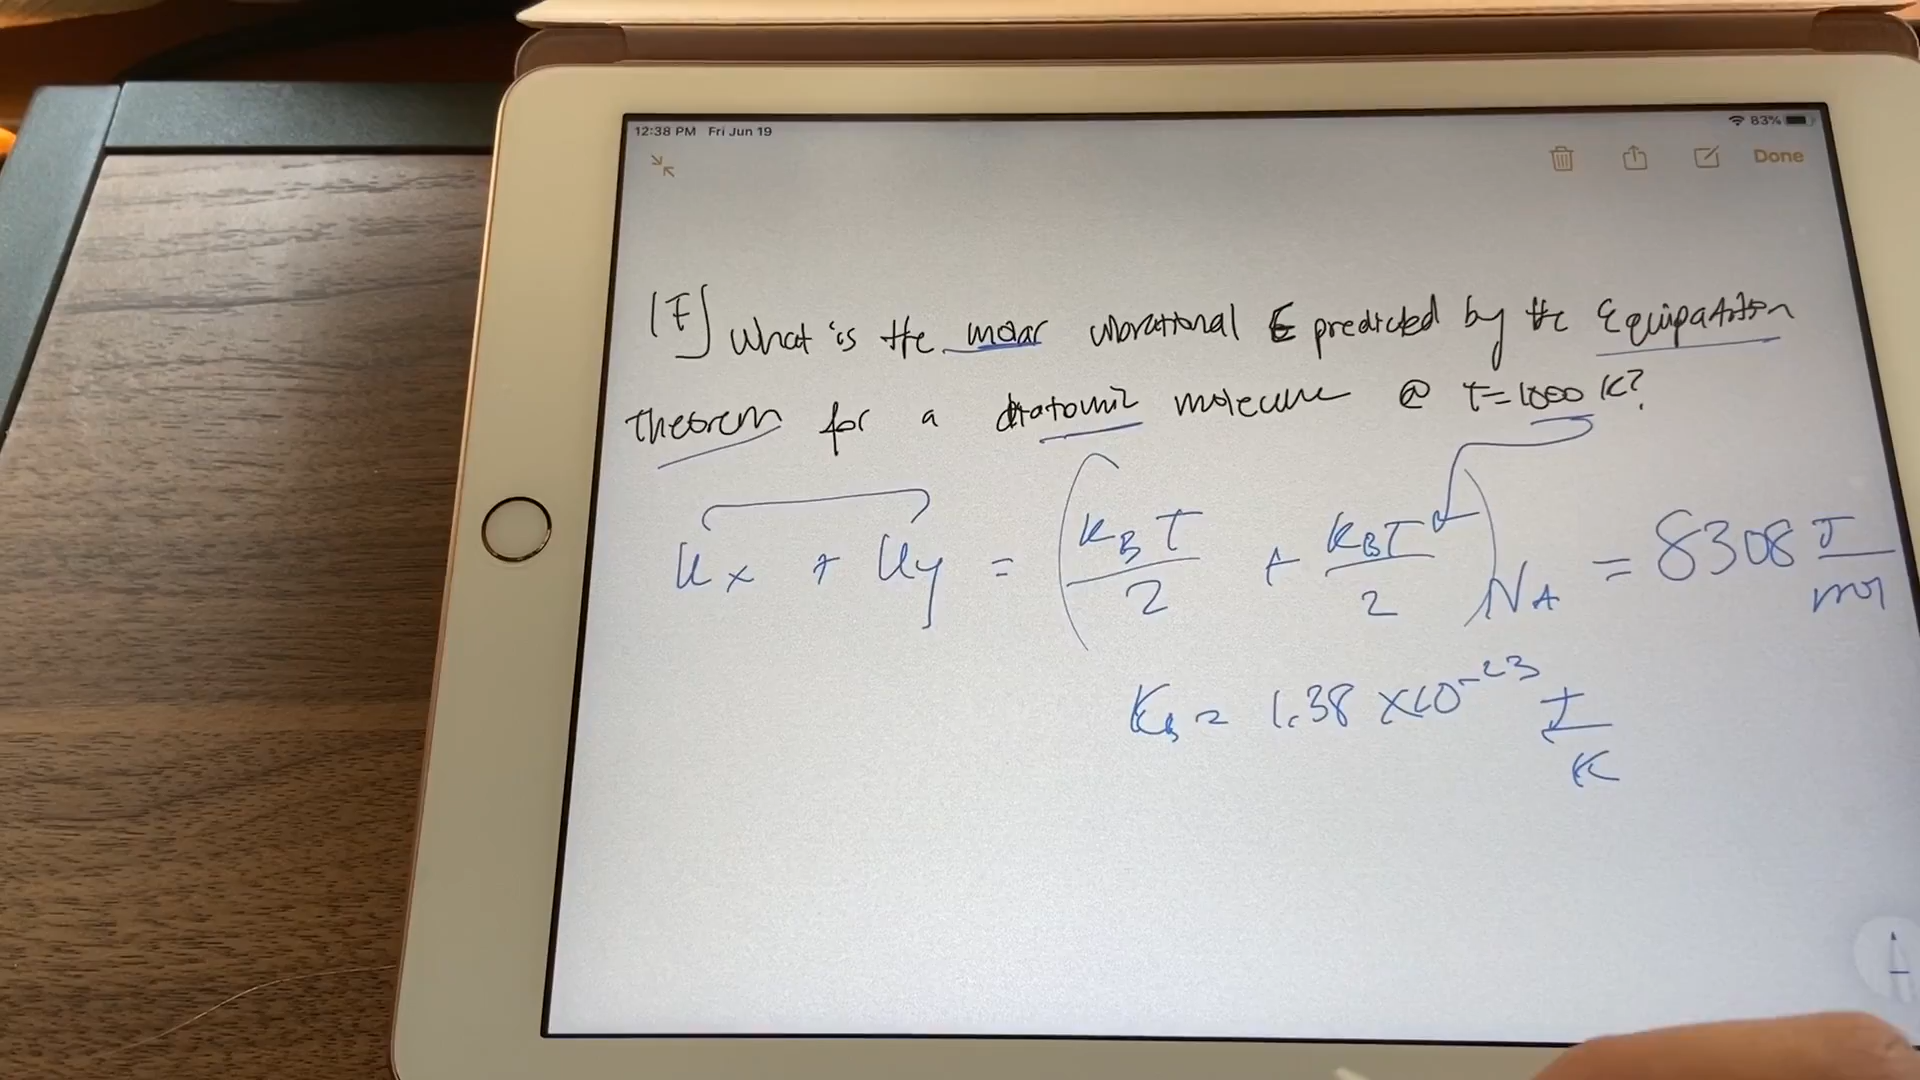 12:38 PM Fri Jun 19
83%
Done
[E] What is the molar vibrational E predicted by the Equipartition
theorem for a diatomic molecule @ T=1000 K?
Ux + Uy = (KBT/2 + KBT/2) NA = 8308 J/mol
KB = 1.38 x10^-23 J/K